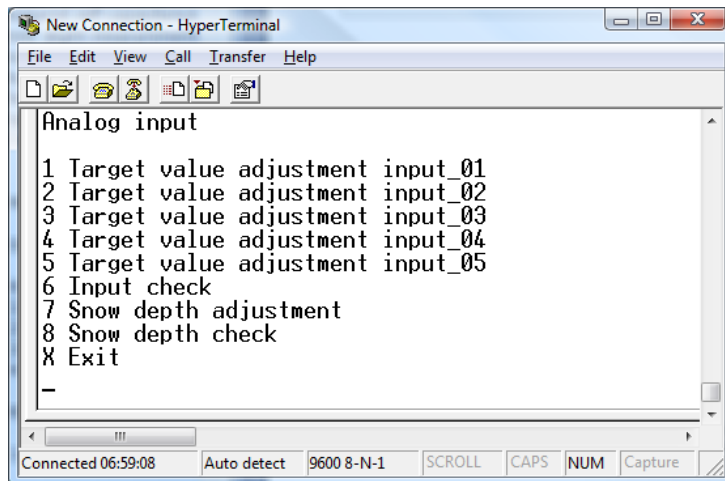 New Connection - HyperTerminal
File Edit View Call Transfer Help
Analog input
1 Target value adjustment input_01
2 Target value adjustment input_02
3 Target value adjustment input_03
4 Target value adjustment input_04
5 Target value adjustment input_05
6 Input check
7 Snow depth adjustment
8 Snow depth check
X Exit
_
Connected 06:59:08 Auto detect 9600 8-N-1 SCROLL CAPS NUM Capture